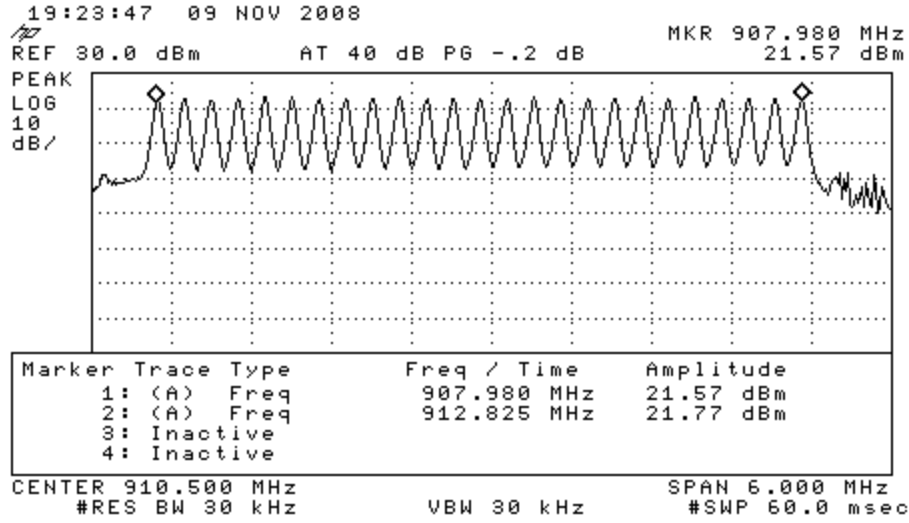 19:23:47 09 NOV 2008
hp
MKR 907.980 MHz
REF 30.0 dBm AT 40 dB PG -.2 dB 21.57 dBm
PEAK
LOG
10
dB/
Marker Trace Type Freq / Time Amplitude
1: (A) Freq 907.980 MHz 21.57 dBm
2: (A) Freq 912.825 MHz 21.77 dBm
3: Inactive
4: Inactive
CENTER 910.500 MHz SPAN 6.000 MHz
#RES BW 30 kHz VBW 30 kHz #SWP 60.0 msec